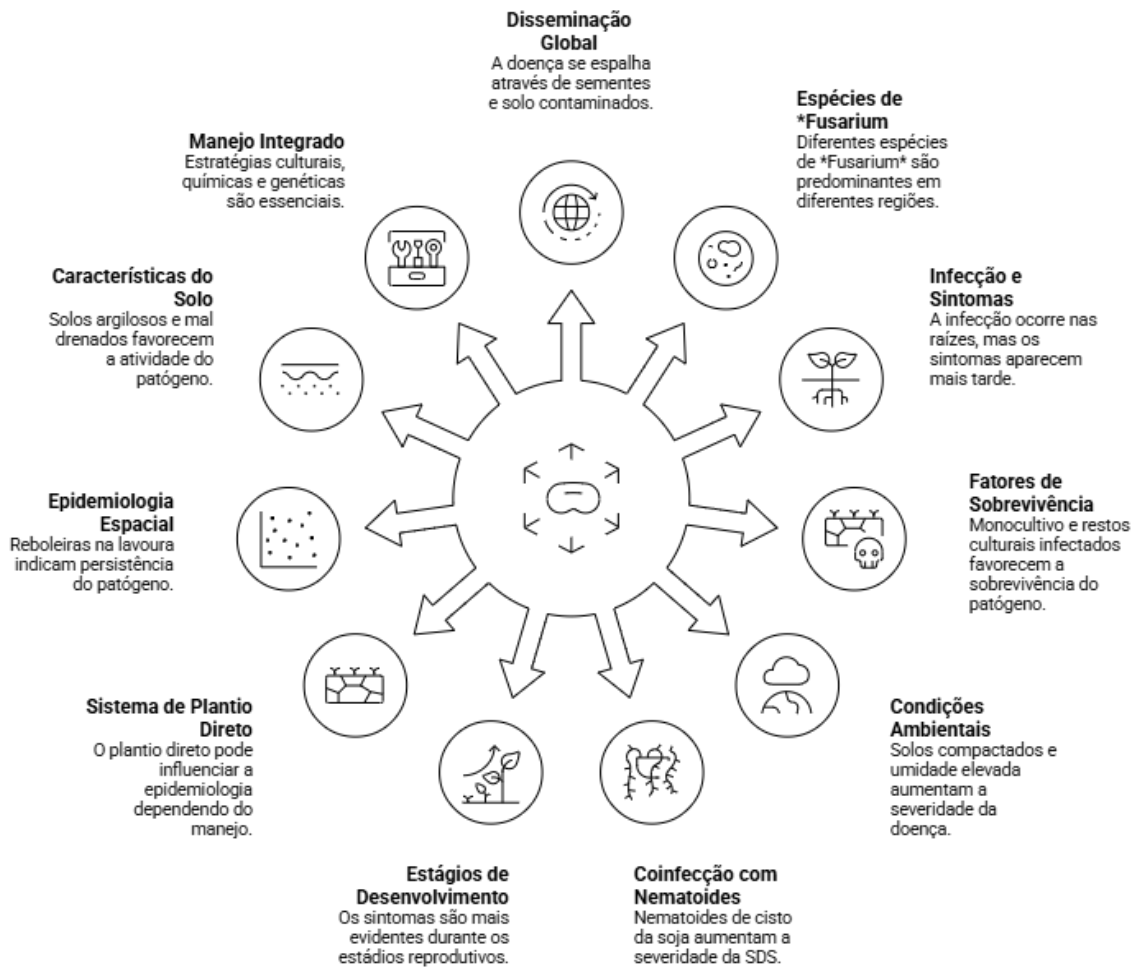 Disseminação
Global
A doença se espalha
através de sementes
e solo contaminados.
Espécies de
*Fusarium
Diferentes espécies
de *Fusarium* são
predominantes em
diferentes regiões.
Infecção e
Sintomas
A infecção ocorre nas
raízes, mas os
sintomas aparecem
mais tarde.
Fatores de
Sobrevivência
Monocultivo e restos
culturais infectados
favorecem a
sobrevivência do
patógeno.
Condições
Ambientais
Solos compactados e
umidade elevada
aumentam a
severidade da
doença.
Coinfecção com
Nematoides
Nematoides de cisto
da soja aumentam a
severidade da SDS.
Estágios de
Desenvolvimento
Os sintomas são mais
evidentes durante os
estádios reprodutivos.
Sistema de Plantio
Direto
O plantio direto pode
influenciar a
epidemiologia
dependendo do
manejo.
Epidemiologia
Espacial
Reboleiras na lavoura
indicam persistência
do patógeno.
Características do
Solo
Solos argilosos e mal
drenados favorecem
a atividade do
patógeno.
Manejo Integrado
Estratégias culturais,
químicas e genéticas
são essenciais.